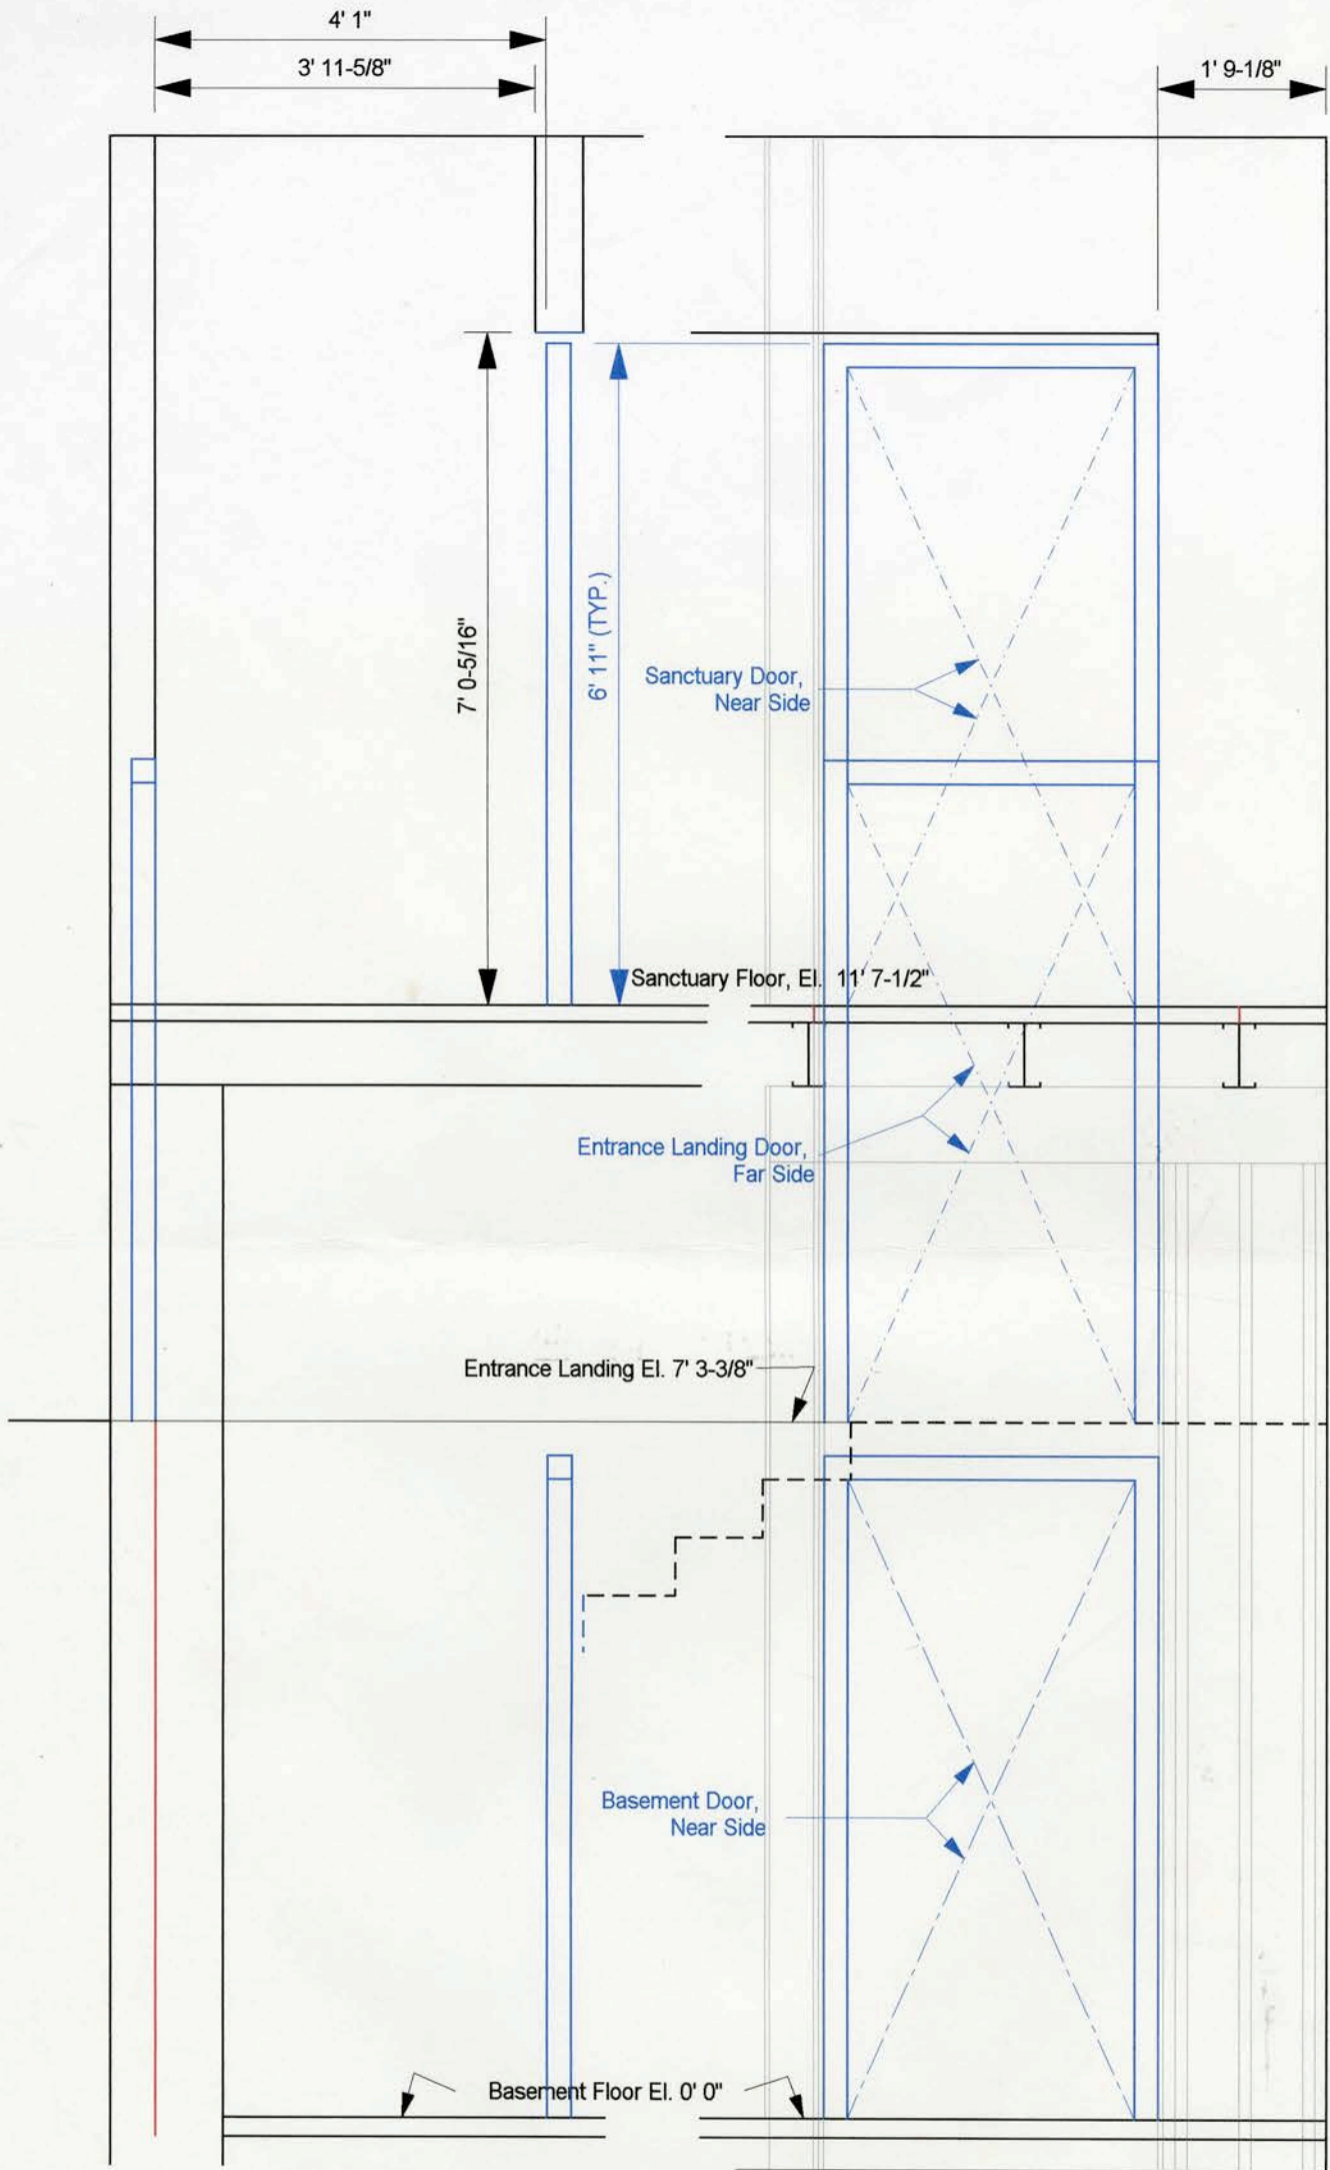 4' 1"
3' 11-5/8"
1' 9-1/8"
7' 0-5/16"
6' 11" (TYP.)
Sanctuary Door,
Near Side
Sanctuary Floor, El. 11' 7-1/2"
Entrance Landing Door,
Far Side
Entrance Landing El. 7' 3-3/8"
Basement Door,
Near Side
Basement Floor El. 0' 0"